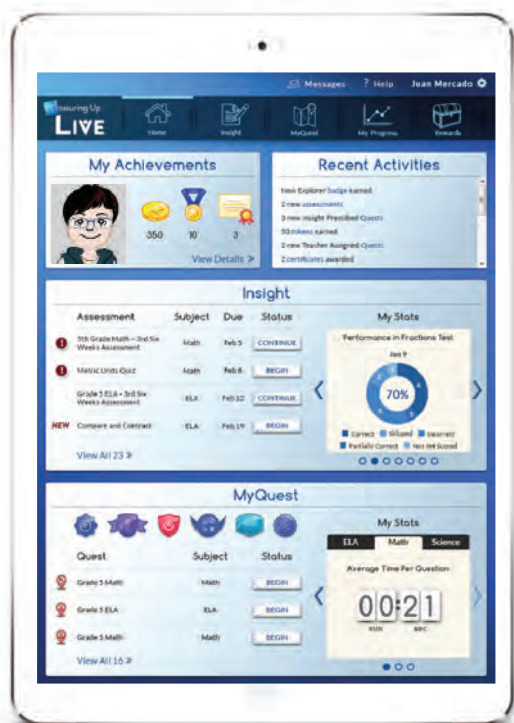 Messages ? Help Juan Mercado
Measuring Up
LIVE
Home Insight MyQuest My Progress Rewards
My Achievements
350 10 3
View Details »
Recent Activities
New Explorer badge earned
2 new assessments
3 new Insight Prescribed Quests
50 tokens earned
2 new Teacher Assigned Quests
2 certificates awarded
Insight
Assessment Subject Due Status
5th Grade Math – 3rd Six
Weeks Assessment
Math Feb 5 CONTINUE
Metric Units Quiz Math Feb 8 BEGIN
Grade 5 ELA - 3rd Six
Weeks Assessment
ELA Feb 10 CONTINUE
NEW Compare and Contrast ELA Feb 19 BEGIN
View All 23 »
My Stats
Performance in Fractions Test
Jan 9
70%
Correct Skipped Incorrect
Partially Correct Not Yet Scored
MyQuest
Quest Subject Status
Grade 5 Math Math BEGIN
Grade 5 ELA ELA BEGIN
Grade 5 Math Math BEGIN
View All 16 »
My Stats
ELA Math Science
Average Time Per Question
00:21
SEC